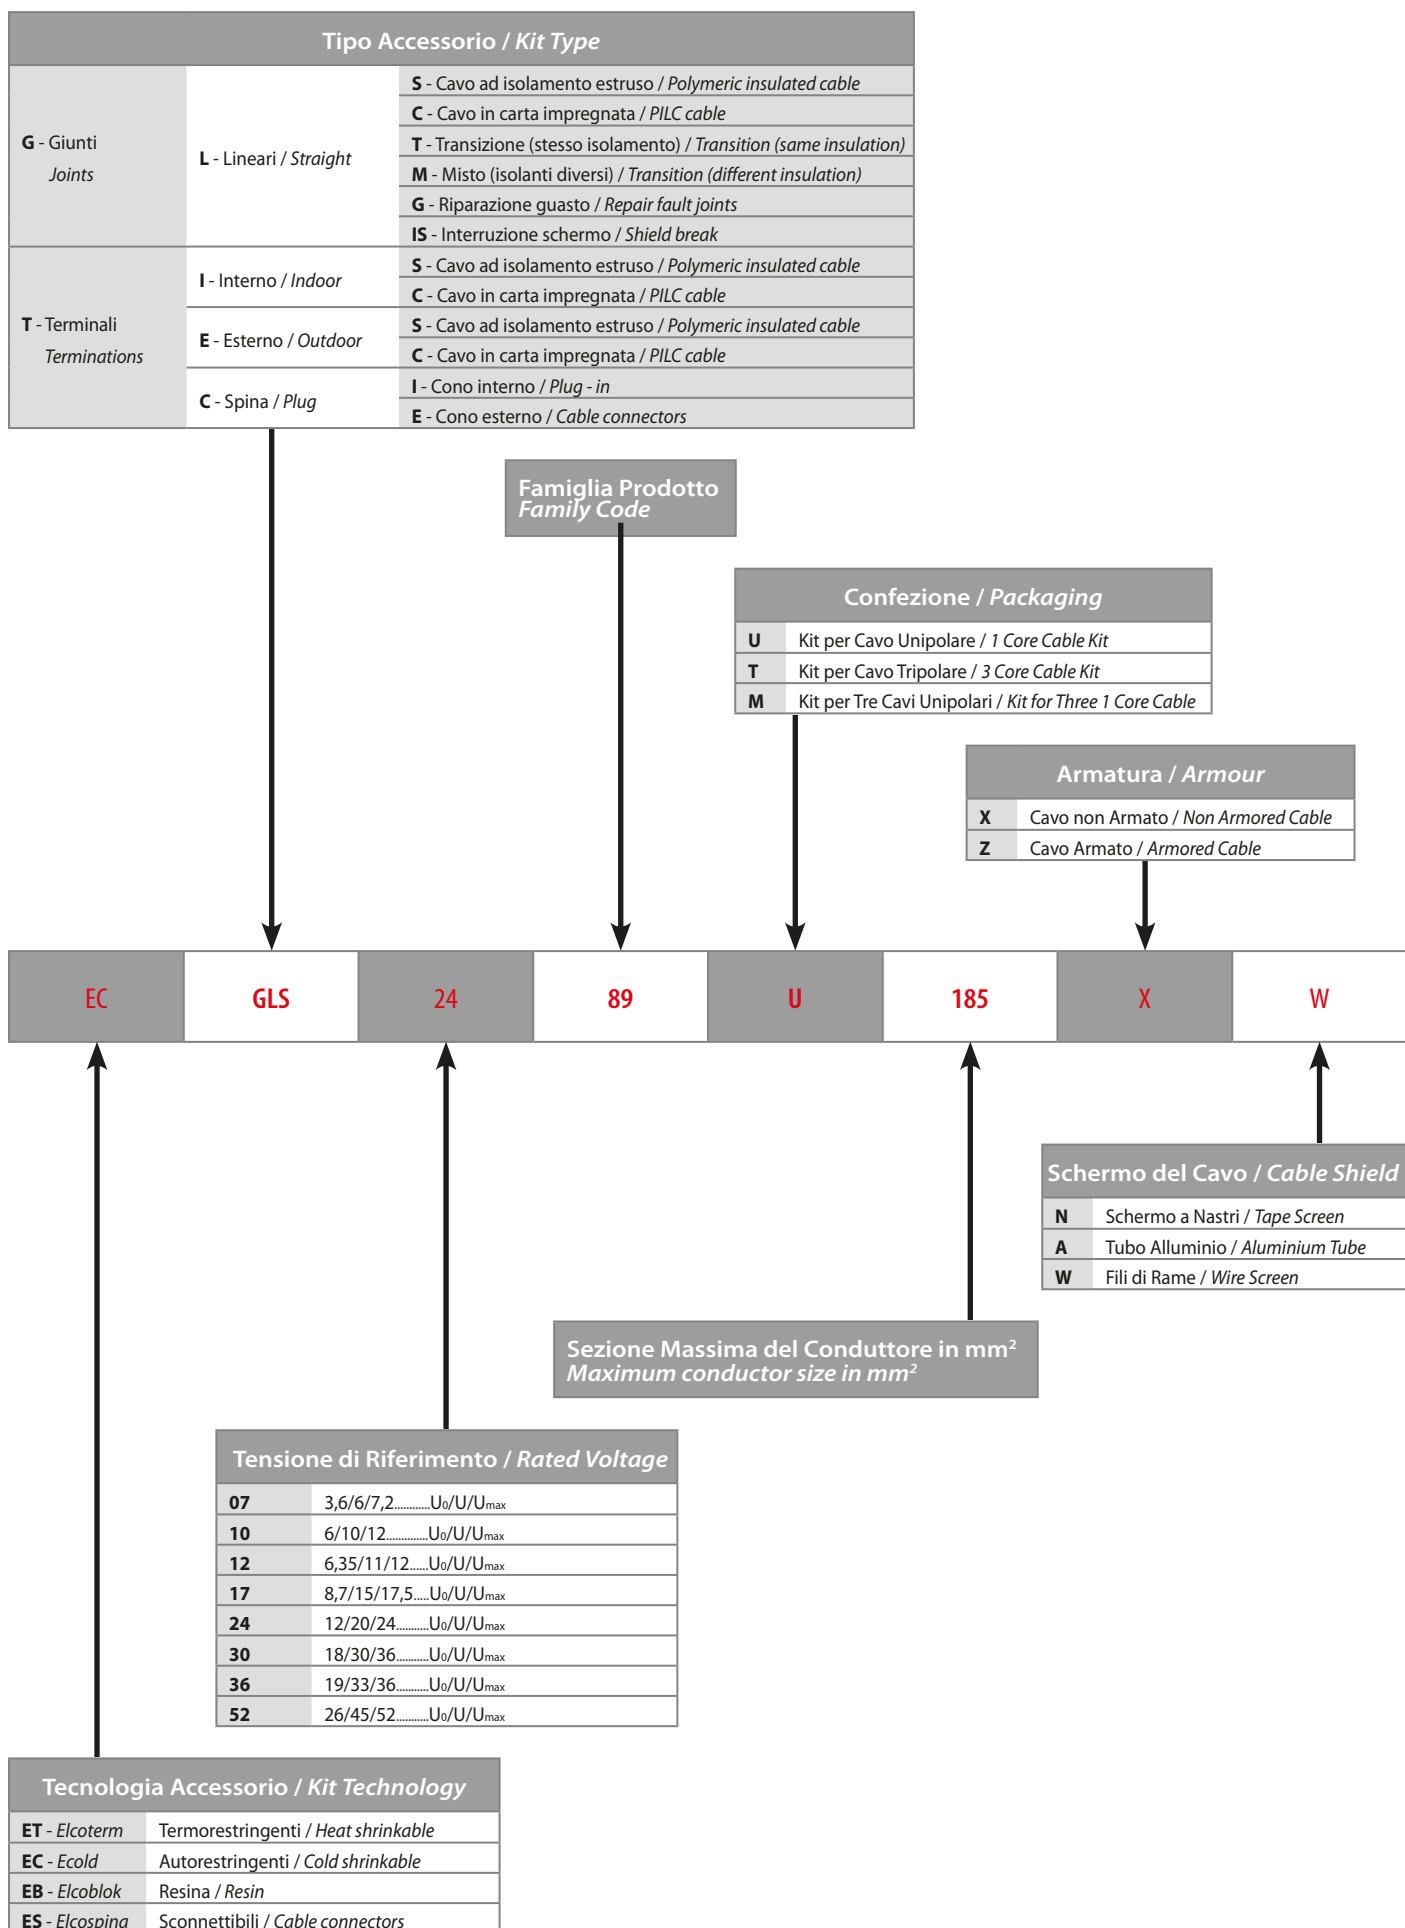 Tipo Accessorio / Kit Type
G - Giunti
Joints
L - Lineari / Straight
S - Cavo ad isolamento estruso / Polymeric insulated cable
C - Cavo in carta impregnata / PILC cable
T - Transizione (stesso isolamento) / Transition (same insulation)
M - Misto (isolanti diversi) / Transition (different insulation)
G - Riparazione guasto / Repair fault joints
IS - Interruzione schermo / Shield break
T - Terminali
Terminations
I - Interno / Indoor
S - Cavo ad isolamento estruso / Polymeric insulated cable
C - Cavo in carta impregnata / PILC cable
E - Esterno / Outdoor
S - Cavo ad isolamento estruso / Polymeric insulated cable
C - Cavo in carta impregnata / PILC cable
C - Spina / Plug
I - Cono interno / Plug - in
E - Cono esterno / Cable connectors
Famiglia Prodotto
Family Code
Confezione / Packaging
U Kit per Cavo Unipolare / 1 Core Cable Kit
T Kit per Cavo Tripolare / 3 Core Cable Kit
M Kit per Tre Cavi Unipolari / Kit for Three 1 Core Cable
Armatura / Armour
X Cavo non Armato / Non Armored Cable
Z Cavo Armato / Armored Cable
EC GLS 24 89 U 185 X W
Schermo del Cavo / Cable Shield
N Schermo a Nastri / Tape Screen
A Tubo Alluminio / Aluminium Tube
W Fili di Rame / Wire Screen
Sezione Massima del Conduttore in mm²
Maximum conductor size in mm²
Tensione di Riferimento / Rated Voltage
07 3,6/6/7,2............U₀/U/Umax
10 6/10/12..............U₀/U/Umax
12 6,35/11/12......U₀/U/Umax
17 8,7/15/17,5.....U₀/U/Umax
24 12/20/24...........U₀/U/Umax
30 18/30/36...........U₀/U/Umax
36 19/33/36...........U₀/U/Umax
52 26/45/52...........U₀/U/Umax
Tecnologia Accessorio / Kit Technology
ET - Elcoterm Termorestringenti / Heat shrinkable
EC - Ecold Autorestringenti / Cold shrinkable
EB - Elcoblok Resina / Resin
ES - Elcospina Sconnettibili / Cable connectors